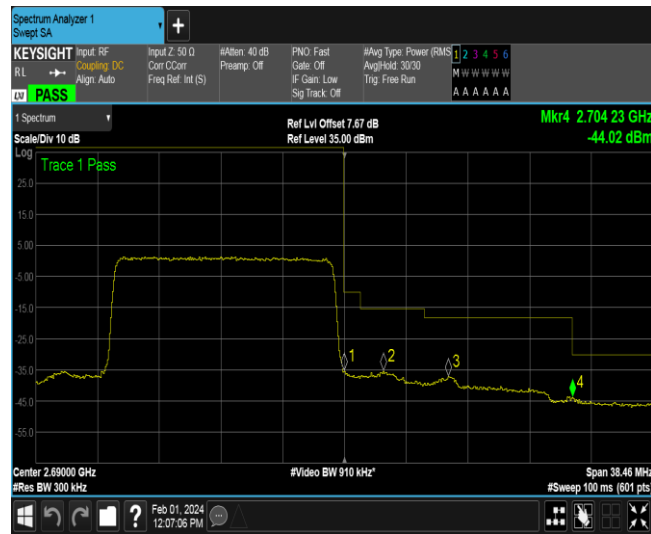 Spectrum Analyzer 1
Swept SA
+
KEYSIGHT Input: RF Input Z: 50 Ω #Atten: 40 dB PNO: Fast #Avg Type: Power (RMS 1 2 3 4 5 6
RL Coupling: DC Corr CCorr Preamp: Off Gate: Off Avg|Hold: 30/30 M W W W W W
Align: Auto Freq Ref: Int (S) IF Gain: Low Trig: Free Run
LXI PASS Sig Track: Off A A A A A A
1 Spectrum Ref Lvl Offset 7.67 dB Mkr4 2.704 23 GHz
Scale/Div 10 dB Ref Level 35.00 dBm -44.02 dBm
Log
Trace 1 Pass
25.0
15.0
5.00
-5.00
-15.0
-25.0
1 2 3
-35.0
4
-45.0
-55.0
Center 2.69000 GHz #Video BW 910 kHz* Span 38.46 MHz
#Res BW 300 kHz #Sweep 100 ms (601 pts
? Feb 01, 2024
12:07:06 PM